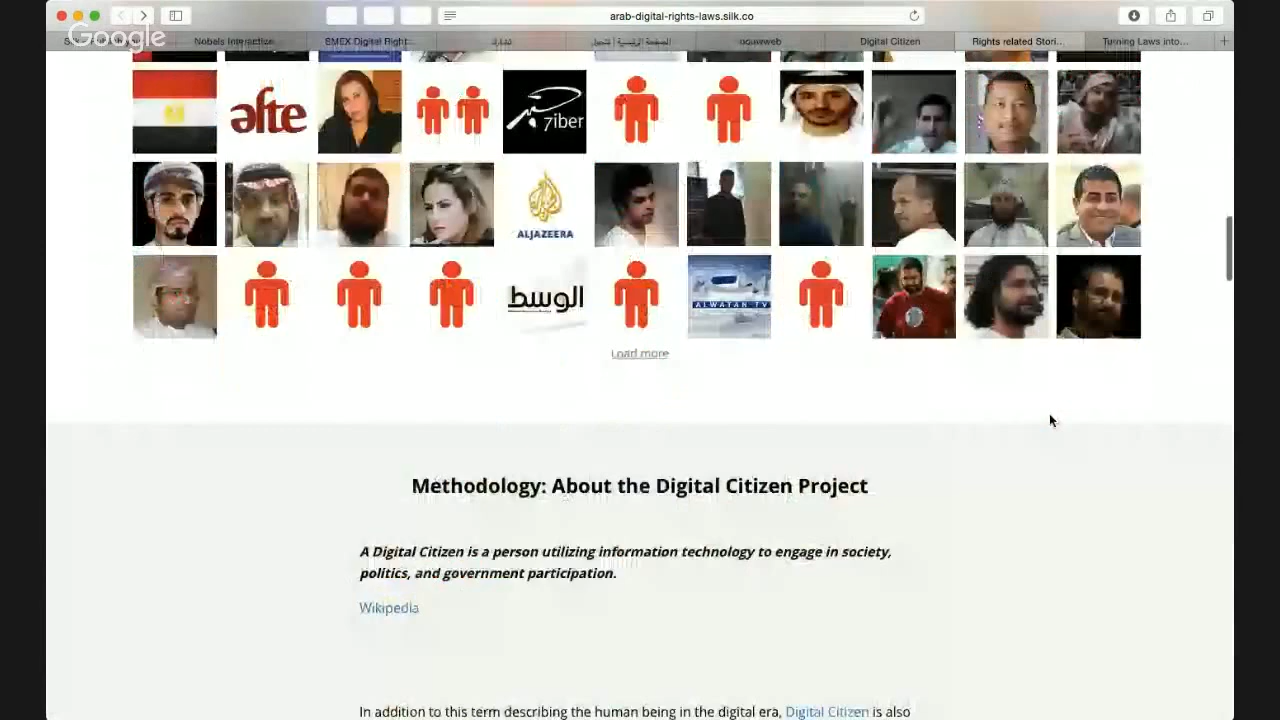 arab-digital-rights-laws.silk.co
Google
Nobels Interactive
SMEX Digital Right...
Digital Citizen
Rights related Stori...
Turning Laws into...
afte
7iber
ALJAZEERA
الوسط
ALWATAN TV
Load more
Methodology: About the Digital Citizen Project
A Digital Citizen is a person utilizing information technology to engage in society,
politics, and government participation.
Wikipedia
In addition to this term describing the human being in the digital era, Digital Citizen is also